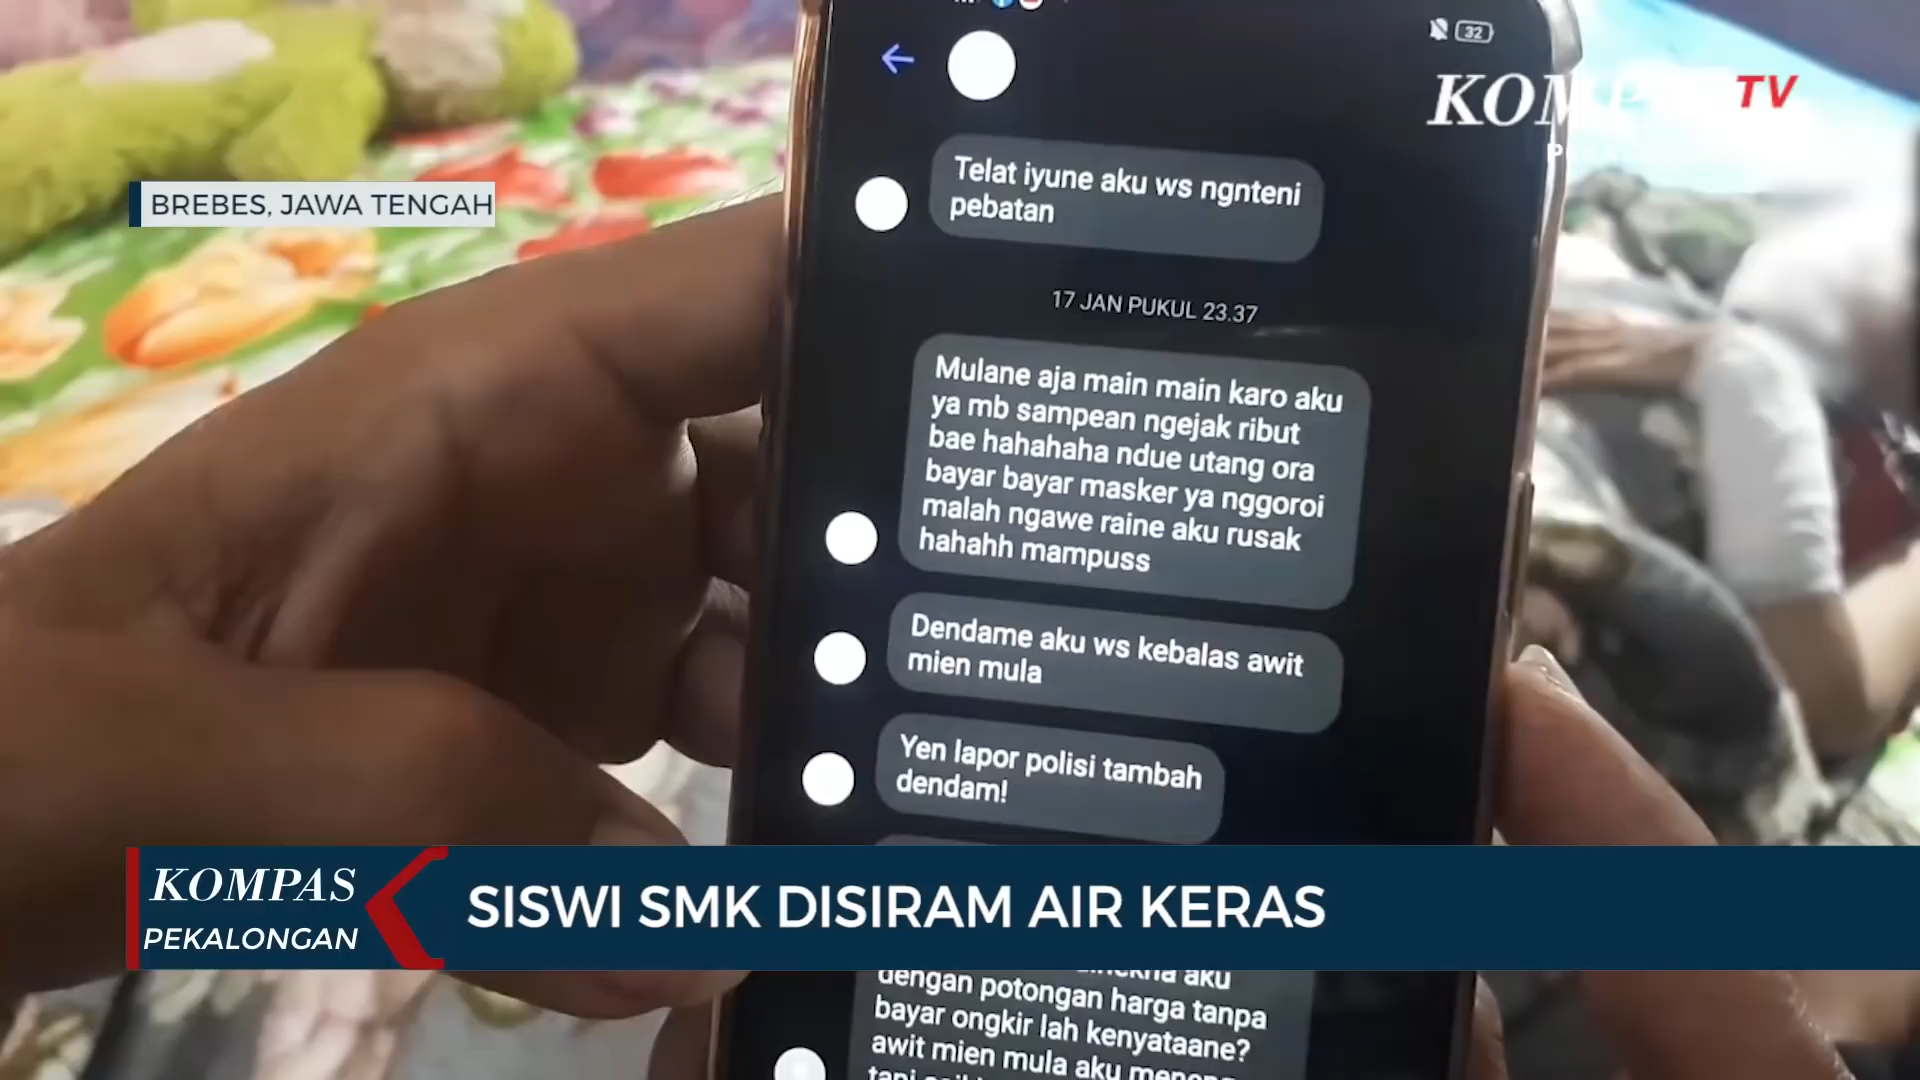 32
KOMPAS TV
BREBES, JAWA TENGAH
Telat iyune aku ws ngnteni
pebatan
17 JAN PUKUL 23.37
Mulane aja main main karo aku
ya mb sampean ngejak ribut
bae hahahaha ndue utang ora
bayar bayar masker ya nggoroi
malah ngawe raine aku rusak
hahahh mampuss
Dendame aku ws kebalas awit
mien mula
Yen lapor polisi tambah
dendam!
KOMPAS
PEKALONGAN
SISWI SMK DISIRAM AIR KERAS
aku
dengan potongan harga tanpa
bayar ongkir lah kenyataane?
awit mien mula aku